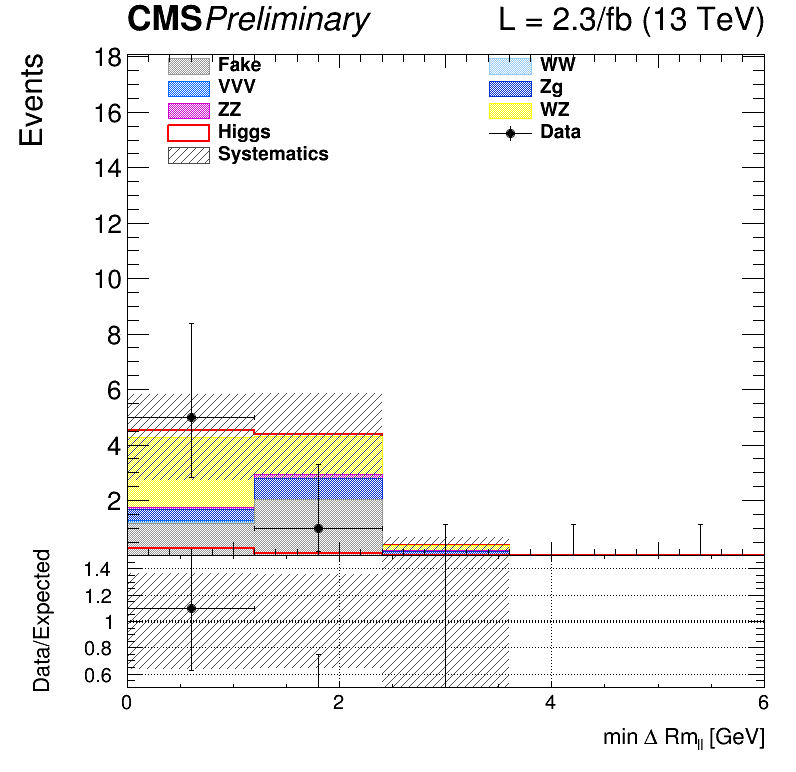 CMS Preliminary L = 2.3/fb (13 TeV)
Events
18
16
14
12
10
8
6
4
2
Fake
VVV
ZZ
Higgs
Systematics
WW
Zg
WZ
Data
Data/Expected
1.4
1.2
1
0.8
0.6
0 2 4 6
min Δ Rm_ll [GeV]